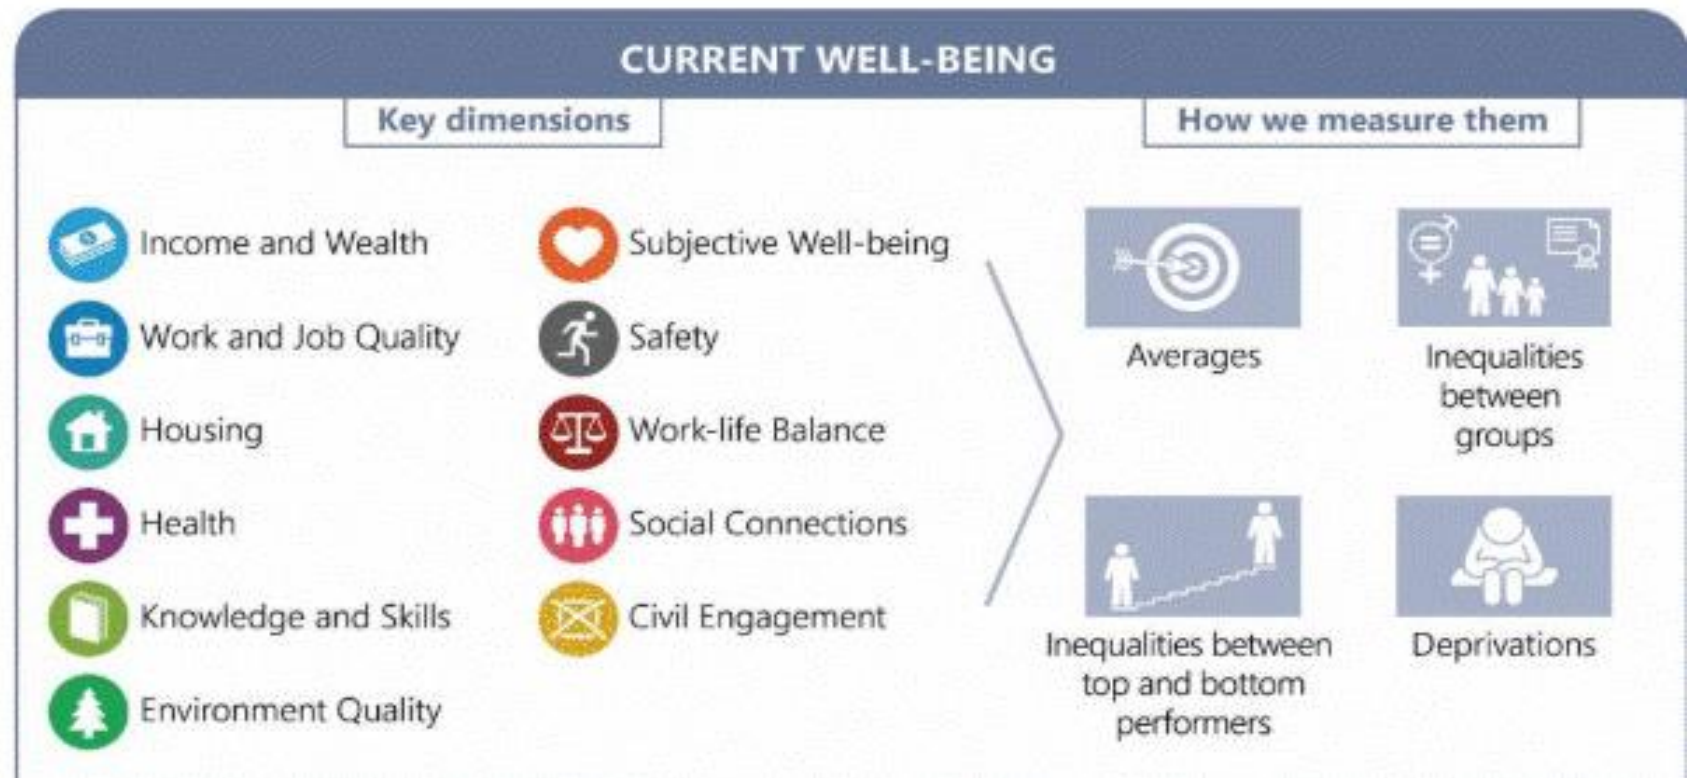 CURRENT WELL-BEING
Key dimensions
Income and Wealth
Work and Job Quality
Housing
Health
Knowledge and Skills
Environment Quality
Subjective Well-being
Safety
Work-life Balance
Social Connections
Civil Engagement
How we measure them
Averages
Inequalities
between
groups
Inequalities between
top and bottom
performers
Deprivations